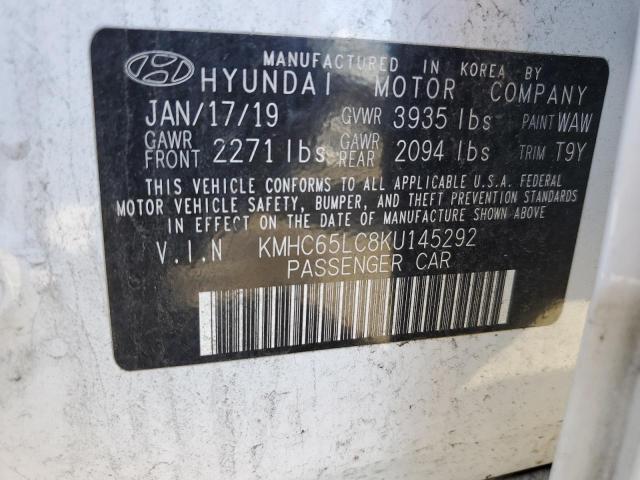 MANUFACTURED IN KOREA BY
HYUNDAI MOTOR COMPANY
JAN/17/19 GVWR 3935 lbs PAINT WAW
GAWR FRONT 2271 lbs GAWR REAR 2094 lbs TRIM T9Y
THIS VEHICLE CONFORMS TO ALL APPLICABLE U.S.A. FEDERAL
MOTOR VEHICLE SAFETY, BUMPER, AND THEFT PREVENTION STANDARDS
IN EFFECT ON THE DATE OF MANUFACTURE SHOWN ABOVE
V.I.N KMHC65LC8KU145292
PASSENGER CAR